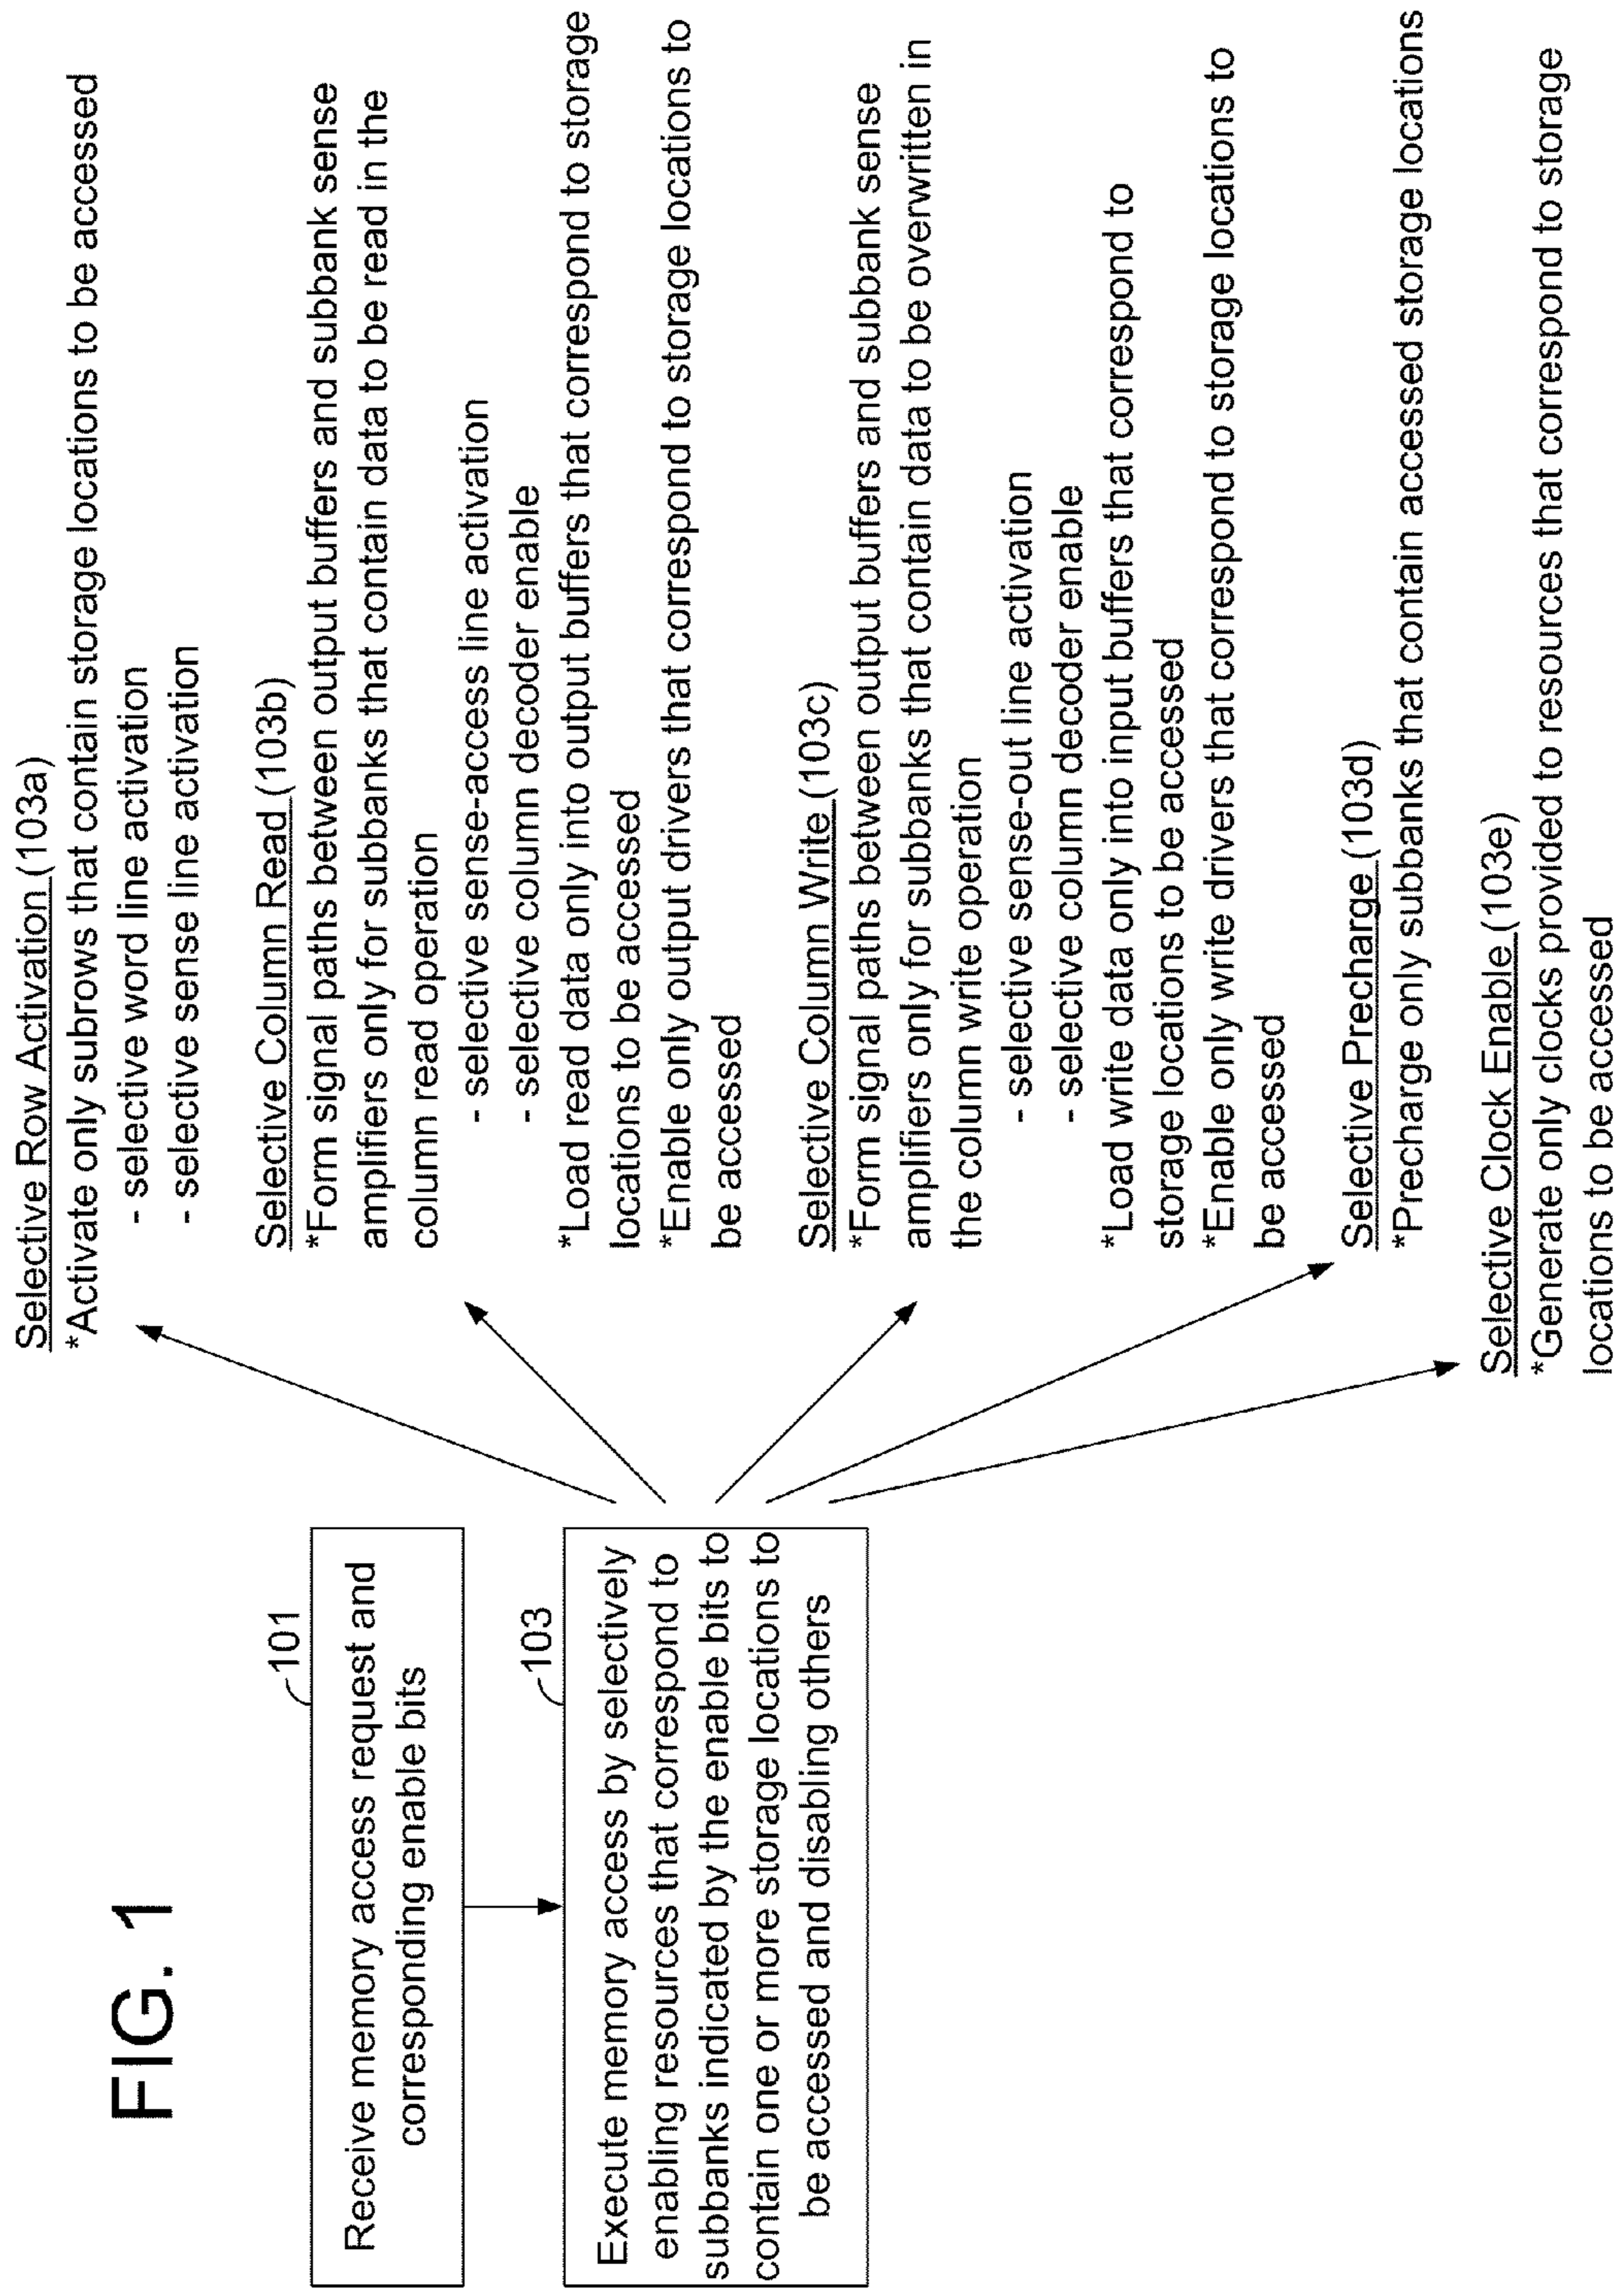 FIG. 1
101
Receive memory access request and
corresponding enable bits
103
Execute memory access by selectively
enabling resources that correspond to
subbanks indicated by the enable bits to
contain one or more storage locations to
be accessed and disabling others
Selective Row Activation (103a)
*Activate only subrows that contain storage locations to be accessed
- selective word line activation
- selective sense line activation
Selective Column Read (103b)
*Form signal paths between output buffers and subbank sense
amplifiers only for subbanks that contain data to be read in the
column read operation
- selective sense-access line activation
- selective column decoder enable
*Load read data only into output buffers that correspond to storage
locations to be accessed
*Enable only output drivers that correspond to storage locations to
be accessed
Selective Column Write (103c)
*Form signal paths between output buffers and subbank sense
amplifiers only for subbanks that contain data to be overwritten in
the column write operation
- selective sense-out line activation
- selective column decoder enable
*Load write data only into input buffers that correspond to
storage locations to be accessed
*Enable only write drivers that correspond to storage locations to
be accessed
Selective Precharge (103d)
*Precharge only subbanks that contain accessed storage locations
Selective Clock Enable (103e)
*Generate only clocks provided to resources that correspond to storage
locations to be accessed